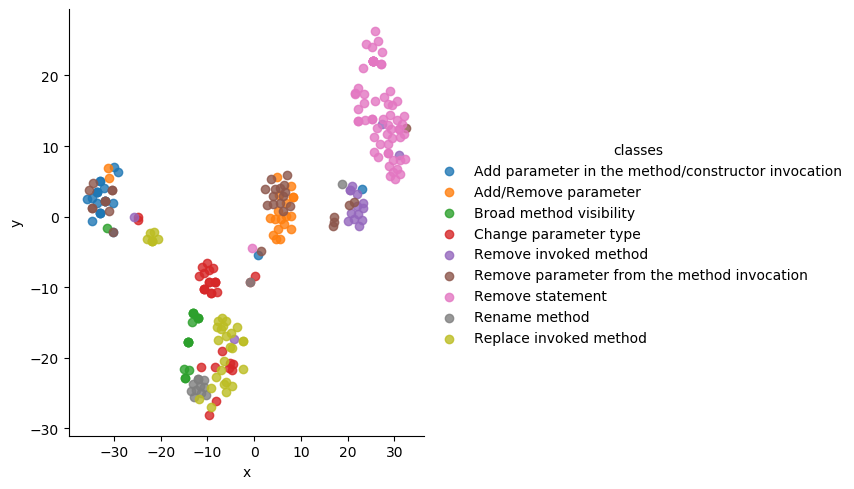 20
10
0
−10
−20
−30
y
−30 −20 −10 0 10 20 30
x
classes
Add parameter in the method/constructor invocation
Add/Remove parameter
Broad method visibility
Change parameter type
Remove invoked method
Remove parameter from the method invocation
Remove statement
Rename method
Replace invoked method